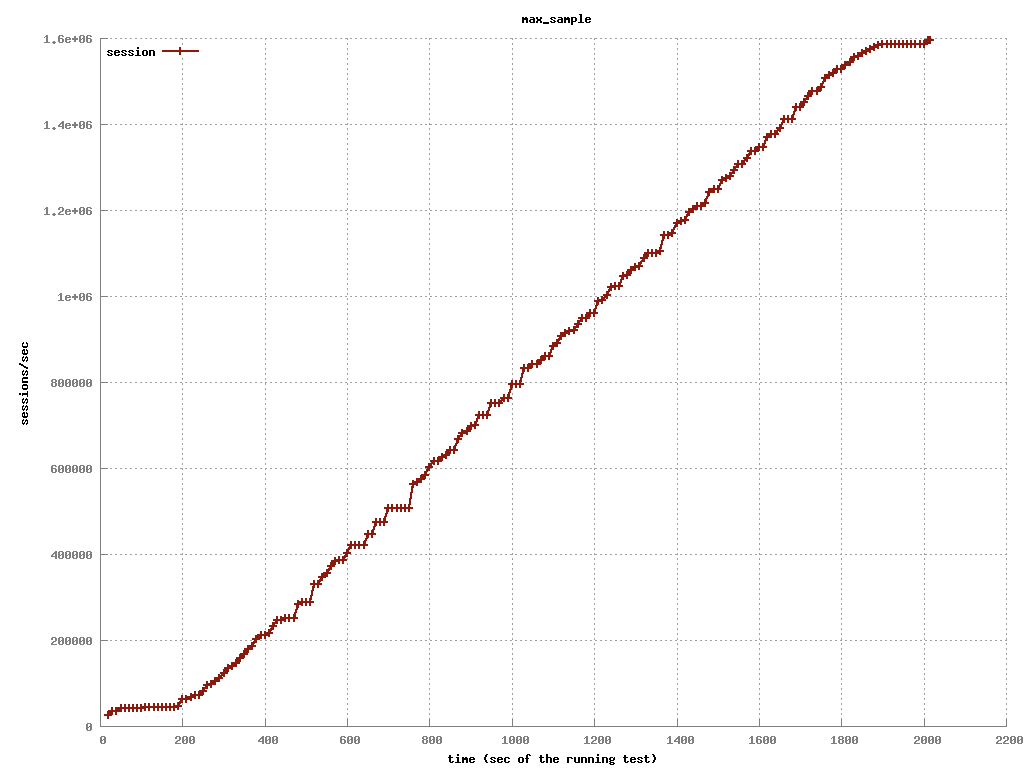 max_sample
session
1.6e+06
1.4e+06
1.2e+06
1e+06
800000
600000
400000
200000
0
sessions/sec
0 200 400 600 800 1000 1200 1400 1600 1800 2000 2200
time (sec of the running test)